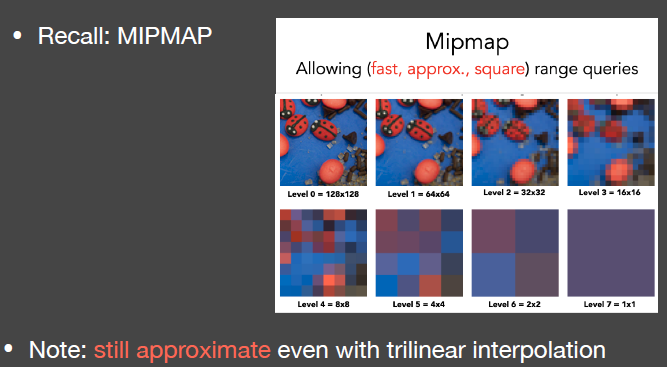 • Recall: MIPMAP
Mipmap
Allowing (fast, approx., square) range queries
Level 0 = 128x128
Level 1 = 64x64
Level 2 = 32x32
Level 3 = 16x16
Level 4 = 8x8
Level 5 = 4x4
Level 6 = 2x2
Level 7 = 1x1
• Note: still approximate even with trilinear interpolation